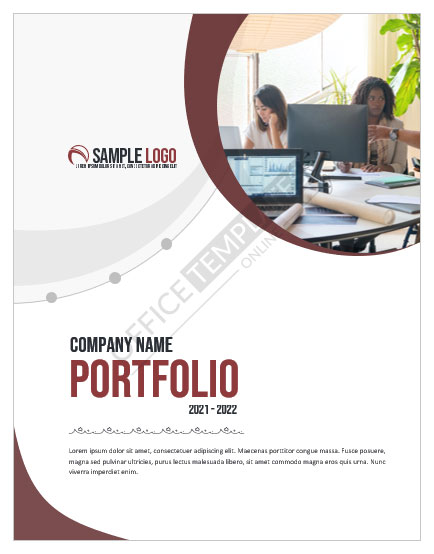 SAMPLE LOGO
COMPANY NAME
PORTFOLIO
2021 - 2022
Lorem ipsum dolor sit amet, consectetuer adipiscing elit. Maecenas porttitor congue massa. Fusce posuere,
magna sed pulvinar ultricies, purus lectus malesuada libero, sit amet commodo magna eros quis urna. Nunc
viverra imperdiet enim.
OFFICE TEMPLATE
ONLINE